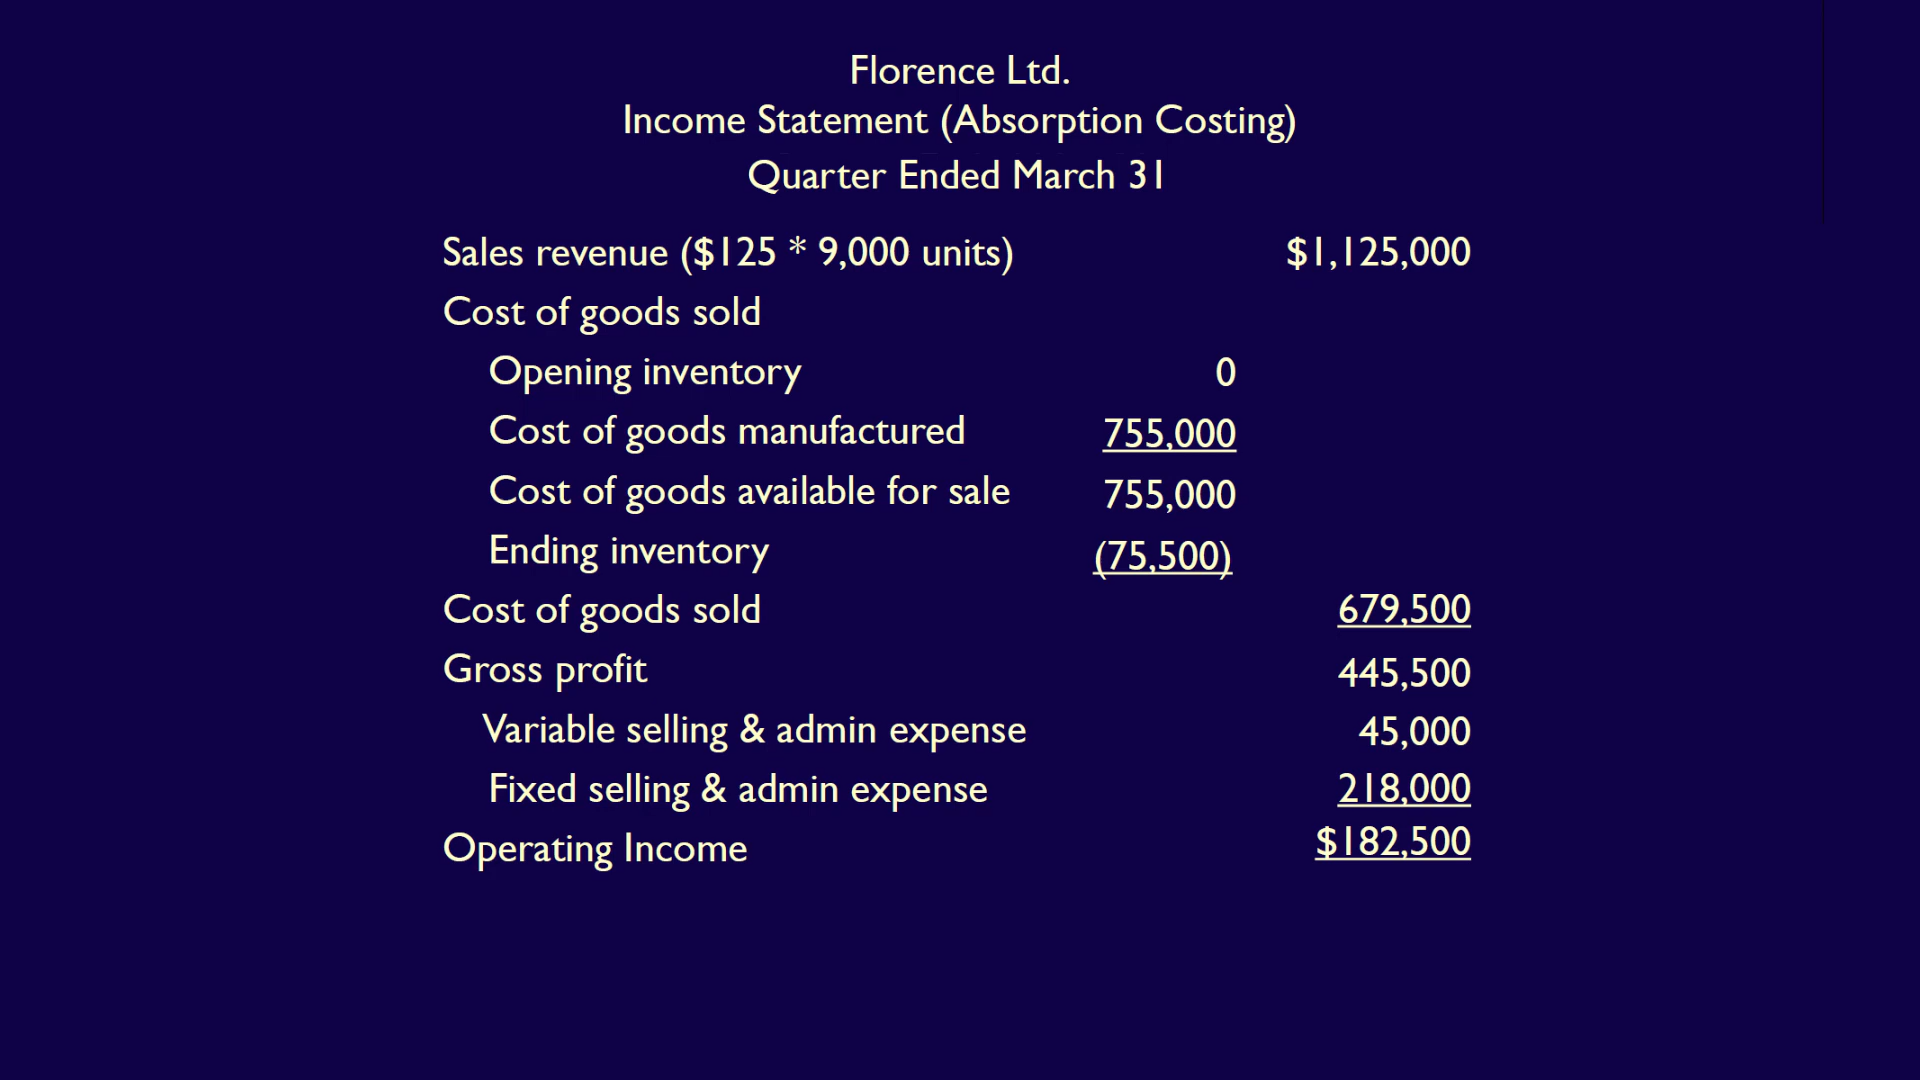 Florence Ltd.
Income Statement (Absorption Costing)
Quarter Ended March 31
Sales revenue ($125 * 9,000 units) $1,125,000
Cost of goods sold
Opening inventory 0
Cost of goods manufactured 755,000
Cost of goods available for sale 755,000
Ending inventory (75,500)
Cost of goods sold 679,500
Gross profit 445,500
Variable selling & admin expense 45,000
Fixed selling & admin expense 218,000
Operating Income $182,500